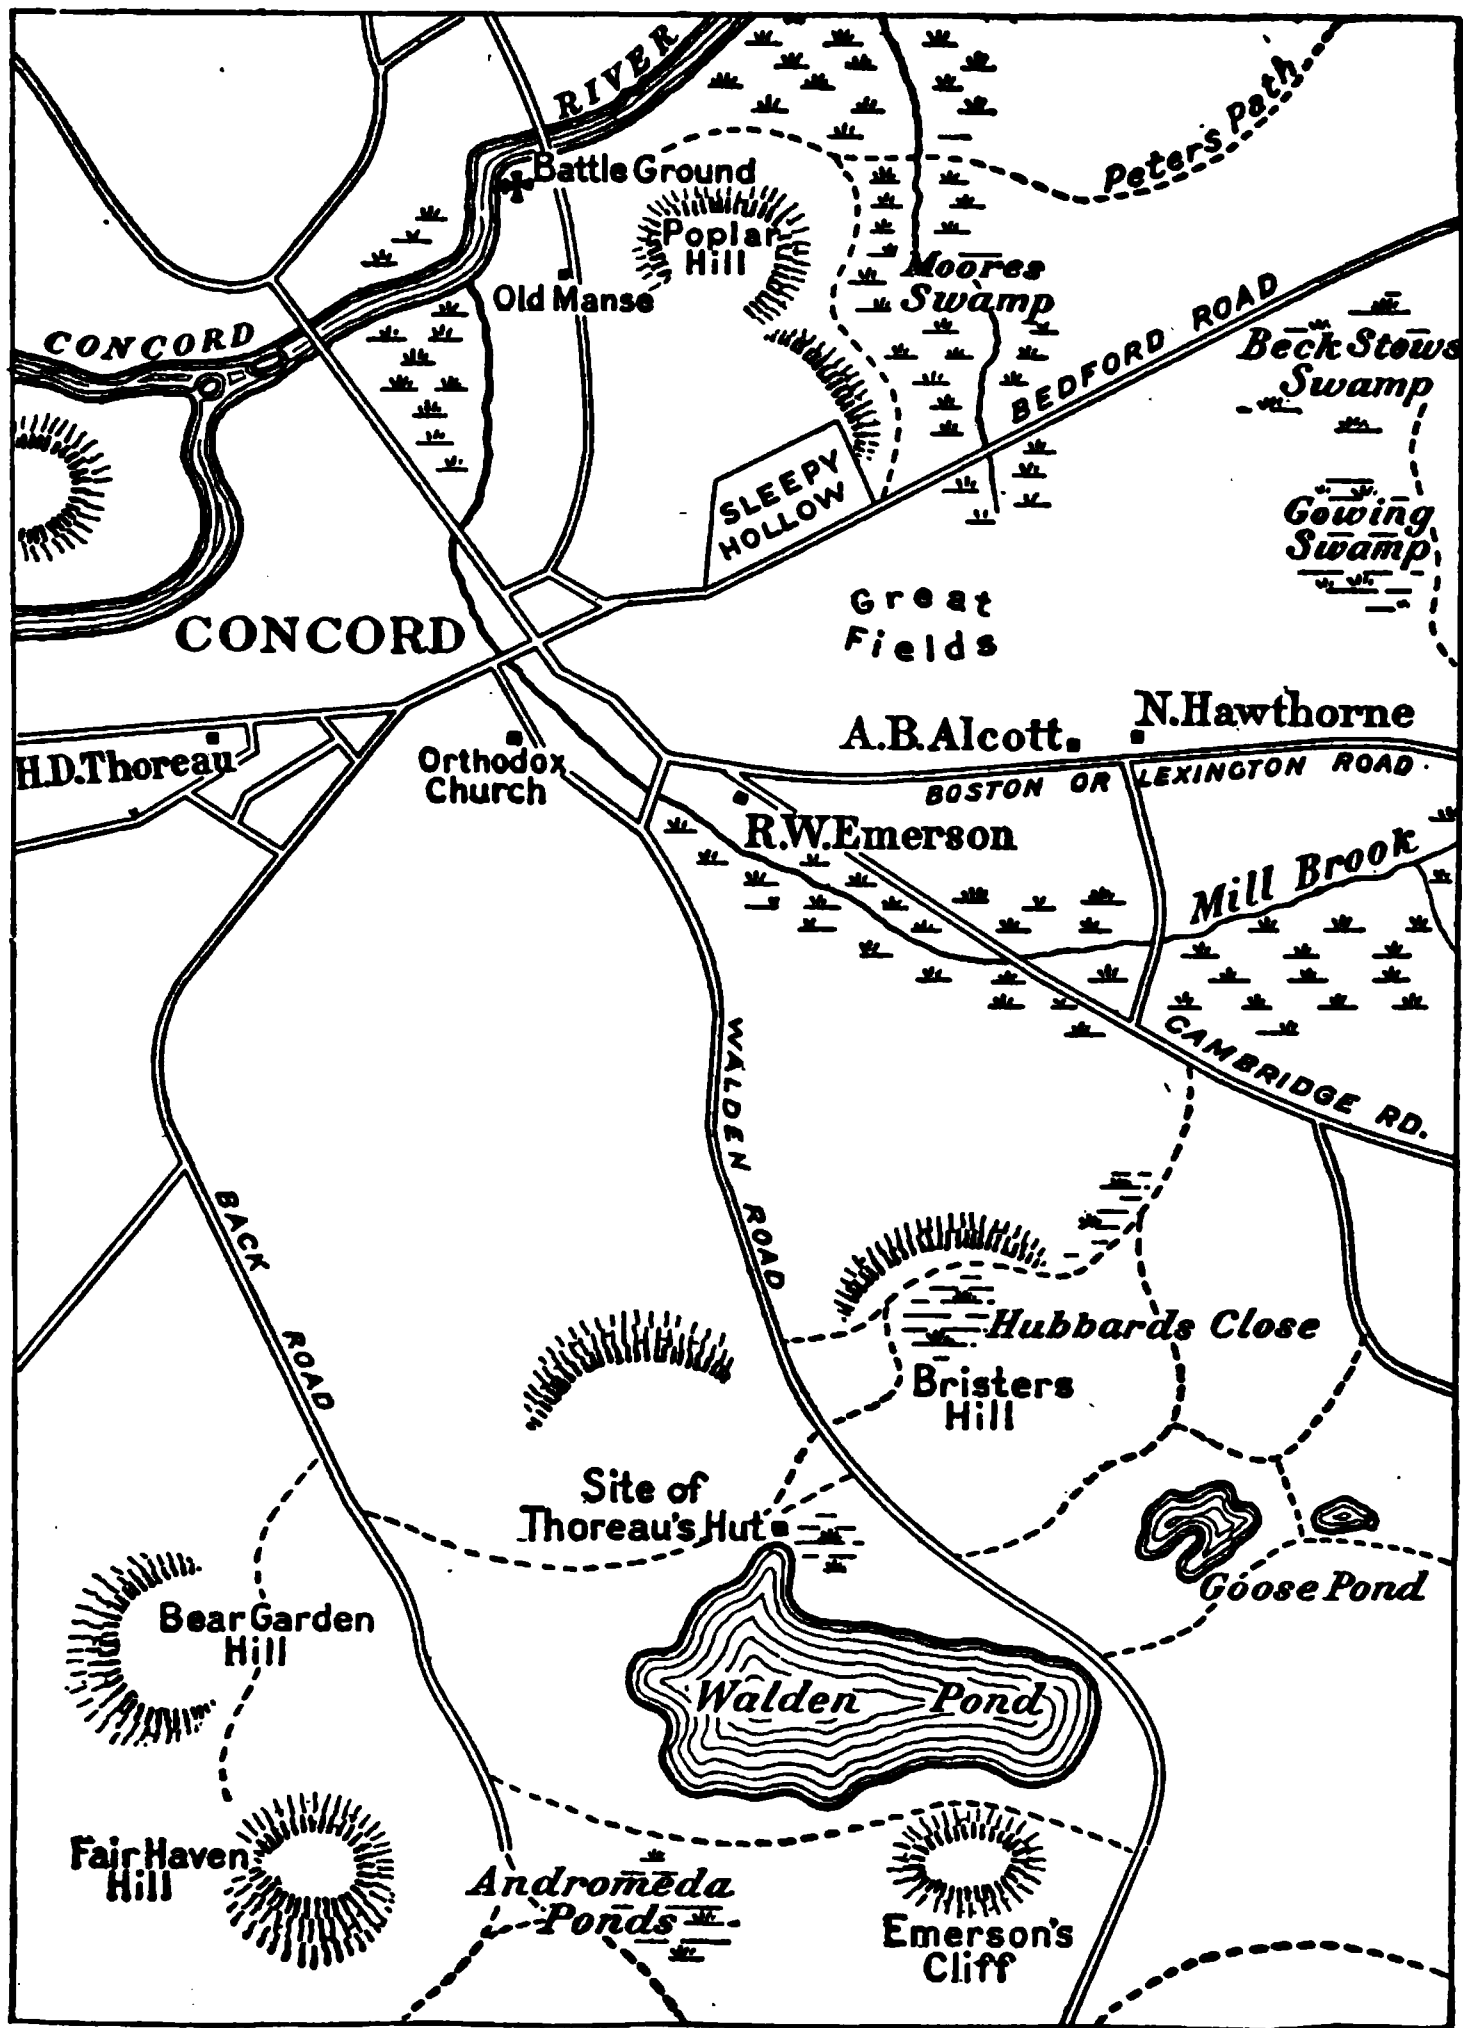 RIVER
Battle Ground
Peters Path
Poplar
Hill
Old Manse
Moores
Swamp
CONCORD
BEDFORD ROAD
Beck Stows
Swamp
SLEEPY
HOLLOW
Gowing
Swamp
Great
Fields
CONCORD
N. Hawthorne
A.B. Alcott
H.D. Thoreau
Orthodox
Church
BOSTON OR LEXINGTON ROAD
R.W. Emerson
Mill Brook
CAMBRIDGE RD.
WALDEN ROAD
BACK ROAD
Hubbards Close
Bristers
Hill
Site of
Thoreau's Hut
Goose Pond
Bear Garden
Hill
Walden Pond
Fair Haven
Hill
Andromeda
Ponds
Emerson's
Cliff